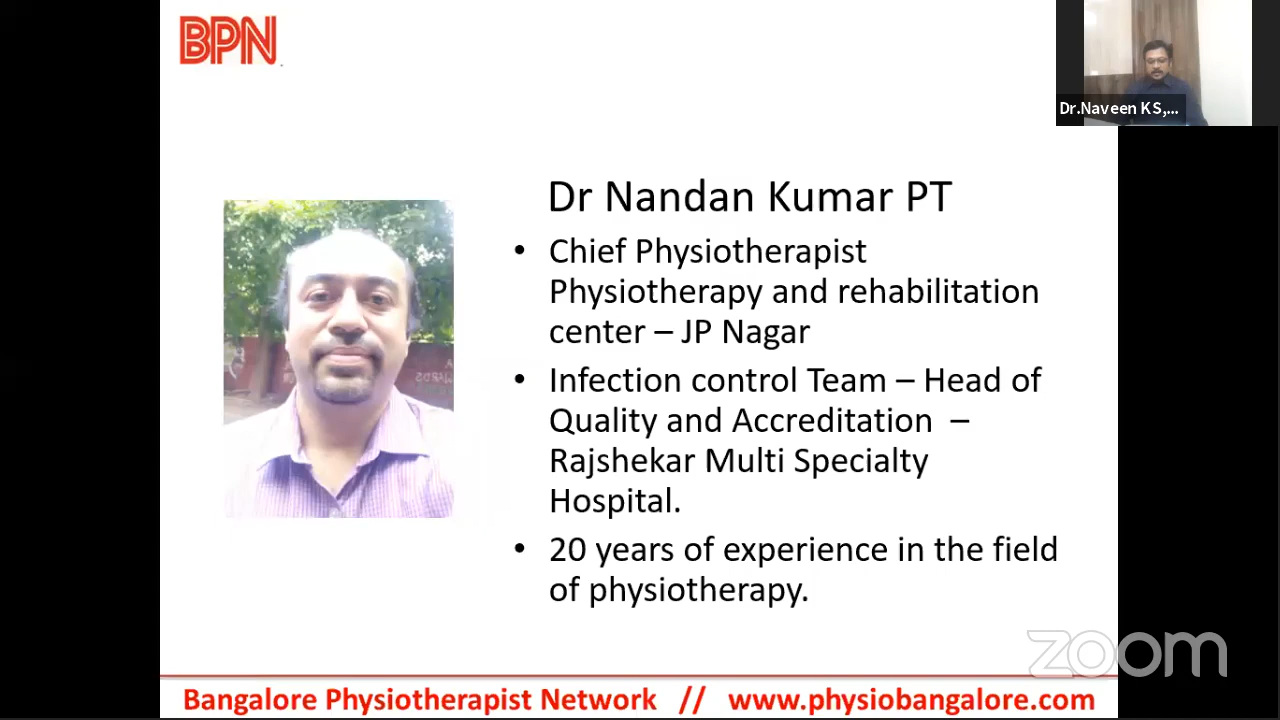 BPN
Dr.Naveen KS,...
Dr Nandan Kumar PT
• Chief Physiotherapist
Physiotherapy and rehabilitation
center – JP Nagar
• Infection control Team – Head of
Quality and Accreditation –
Rajshekar Multi Specialty
Hospital.
• 20 years of experience in the field
of physiotherapy.
zoom
Bangalore Physiotherapist Network // www.physiobangalore.com